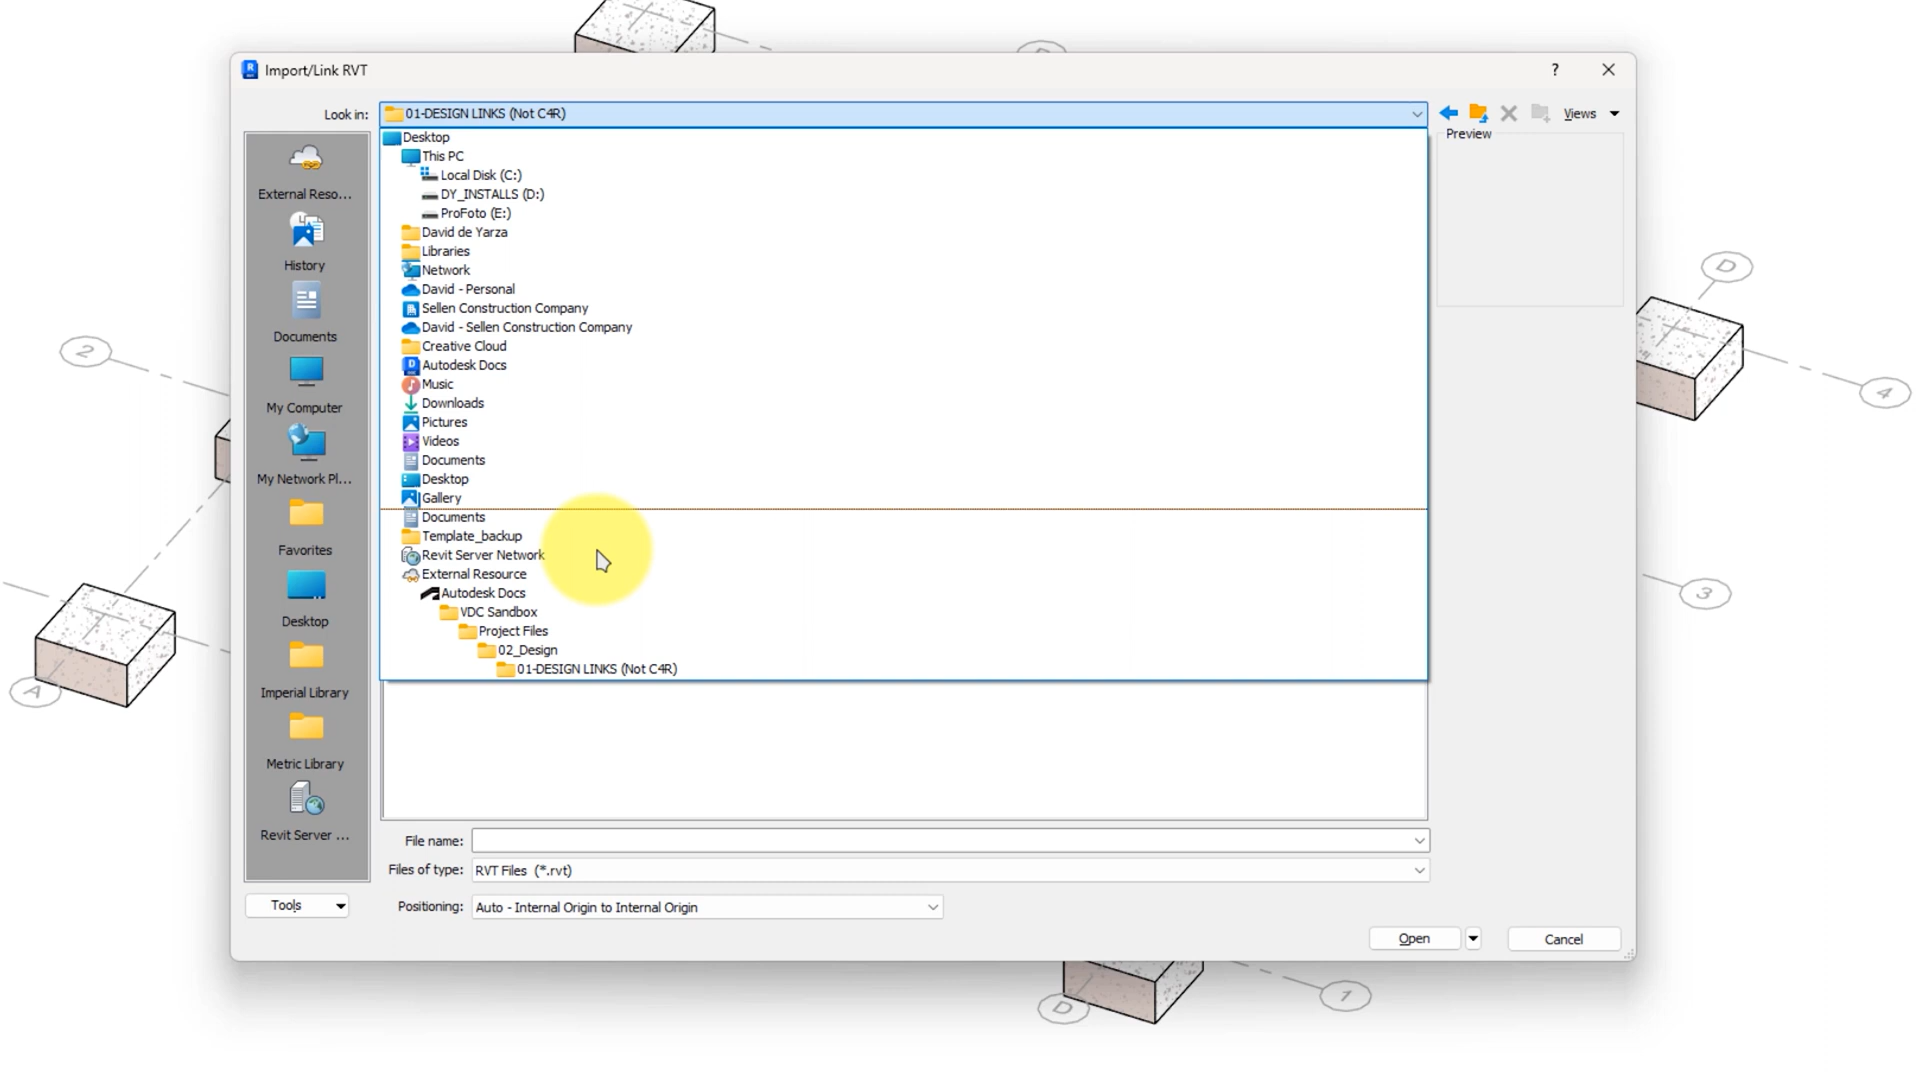 Import/Link RVT
?
Look in:
01-DESIGN LINKS (Not C4R)
Views
Preview
Desktop
This PC
Local Disk (C:)
DY_INSTALLS (D:)
ProFoto (E:)
David de Yarza
Libraries
Network
David - Personal
Sellen Construction Company
David - Sellen Construction Company
Creative Cloud
Autodesk Docs
Music
Downloads
Pictures
Videos
Documents
Desktop
Gallery
Documents
Template_backup
Revit Server Network
External Resource
Autodesk Docs
VDC Sandbox
Project Files
02_Design
01-DESIGN LINKS (Not C4R)
External Reso...
History
Documents
My Computer
My Network Pl...
Favorites
Desktop
Imperial Library
Metric Library
Revit Server ...
File name:
Files of type:
RVT Files (*.rvt)
Tools
Positioning:
Auto - Internal Origin to Internal Origin
Open
Cancel
2
A
D
4
3
D
1